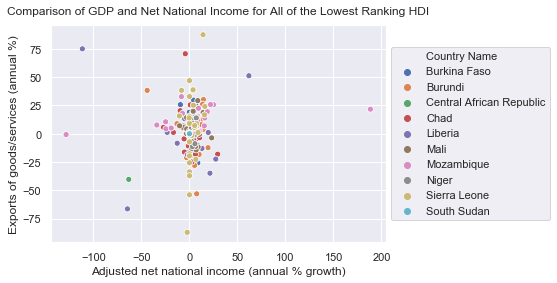 Comparison of GDP and Net National Income for All of the Lowest Ranking HDI
Exports of goods/services (annual %)
75
50
25
0
−25
−50
−75
−100
−50
0
50
100
150
200
Adjusted net national income (annual % growth)
Country Name
Burkina Faso
Burundi
Central African Republic
Chad
Liberia
Mali
Mozambique
Niger
Sierra Leone
South Sudan